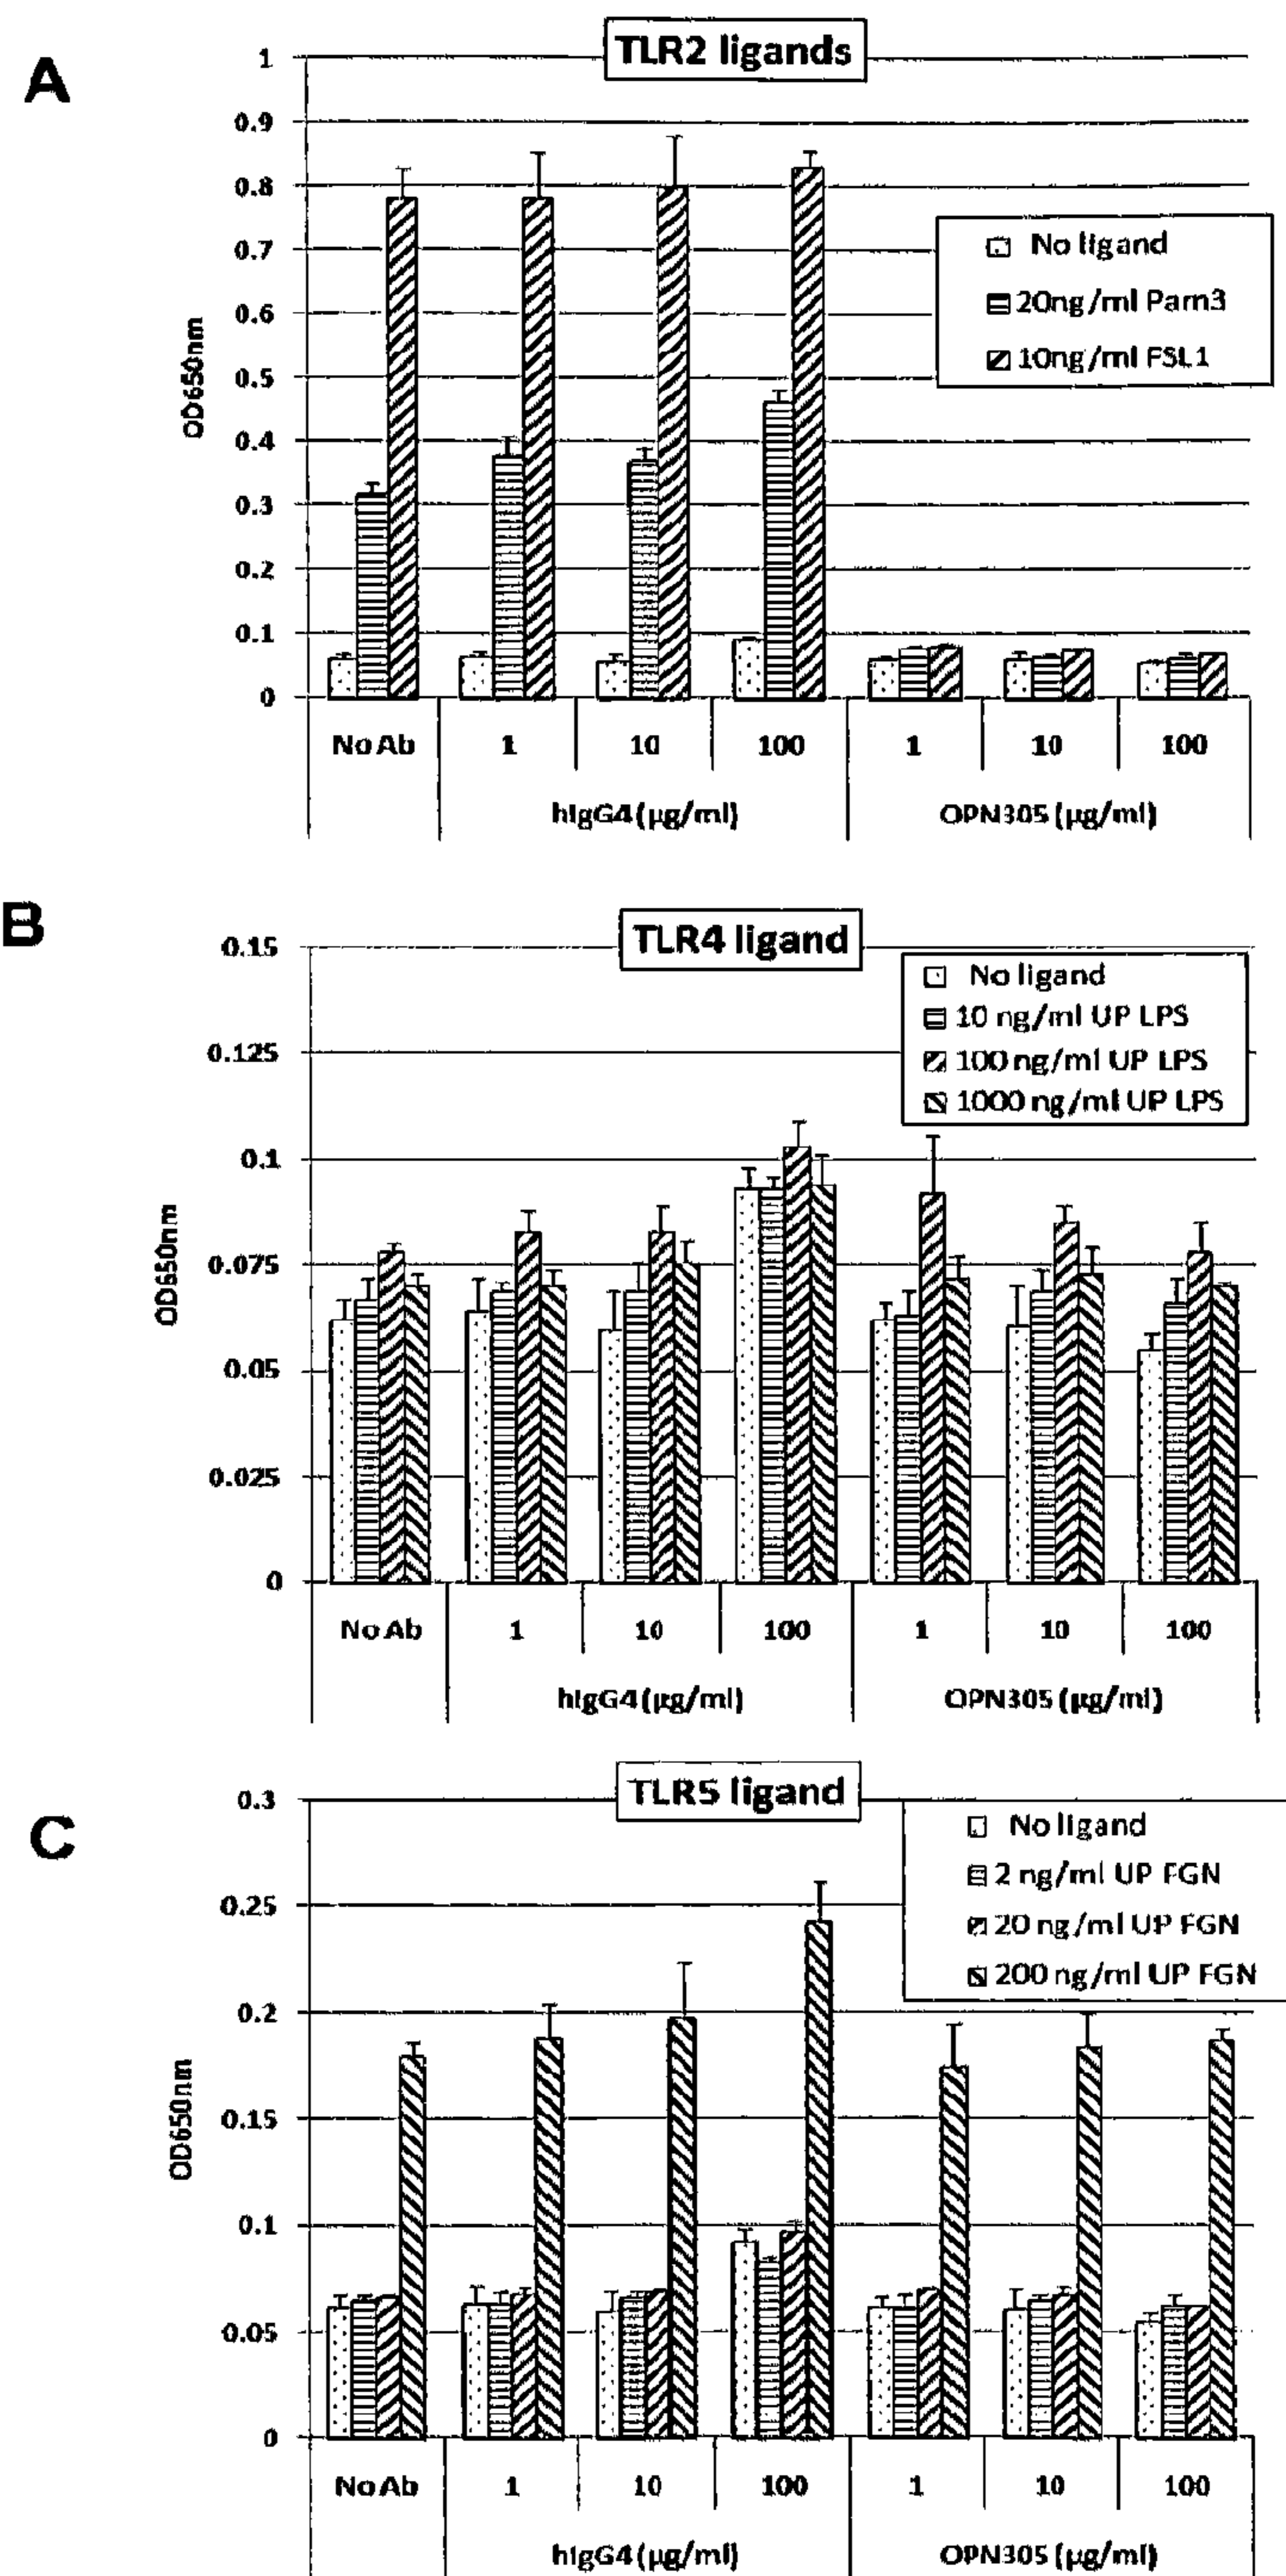 A
TLR2 ligands
1
0.9
0.8
0.7
0.6
0.5
0.4
0.3
0.2
0.1
0
OD650nm
No ligand
20ng/ml Pam3
10ng/ml FSL1
No Ab 1 10 100 1 10 100
hIgG4 (µg/ml) OPN305 (µg/ml)
B
TLR4 ligand
0.15
0.125
0.1
0.075
0.05
0.025
0
OD650nm
No ligand
10 ng/ml UP LPS
100 ng/ml UP LPS
1000 ng/ml UP LPS
No Ab 1 10 100 1 10 100
hIgG4 (µg/ml) OPN305 (µg/ml)
C
TLR5 ligand
0.3
0.25
0.2
0.15
0.1
0.05
0
OD650nm
No ligand
2 ng/ml UP FGN
20 ng/ml UP FGN
200 ng/ml UP FGN
No Ab 1 10 100 1 10 100
hIgG4 (µg/ml) OPN305 (µg/ml)